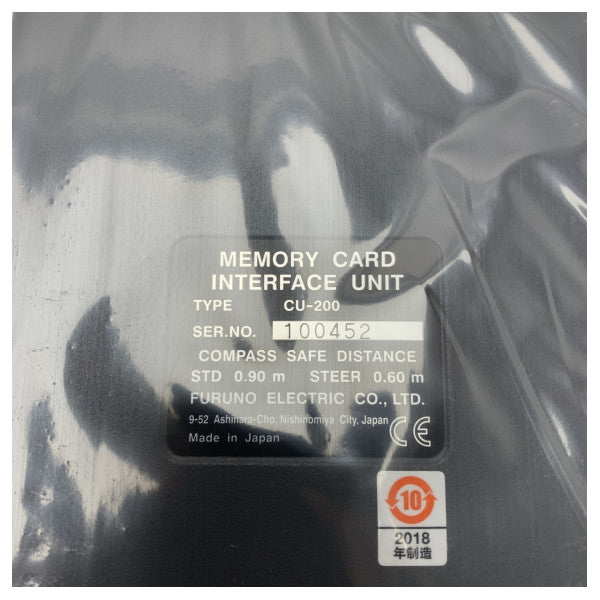 MEMORY CARD
INTERFACE UNIT
TYPE CU-200
SER.NO. 100452
COMPASS SAFE DISTANCE
STD 0.90 m STEER 0.60 m
FURUNO ELECTRIC CO., LTD.
9-52 Ashihara-Cho, Nishinomiya City, Japan
Made in Japan CE
10
2018
年制造